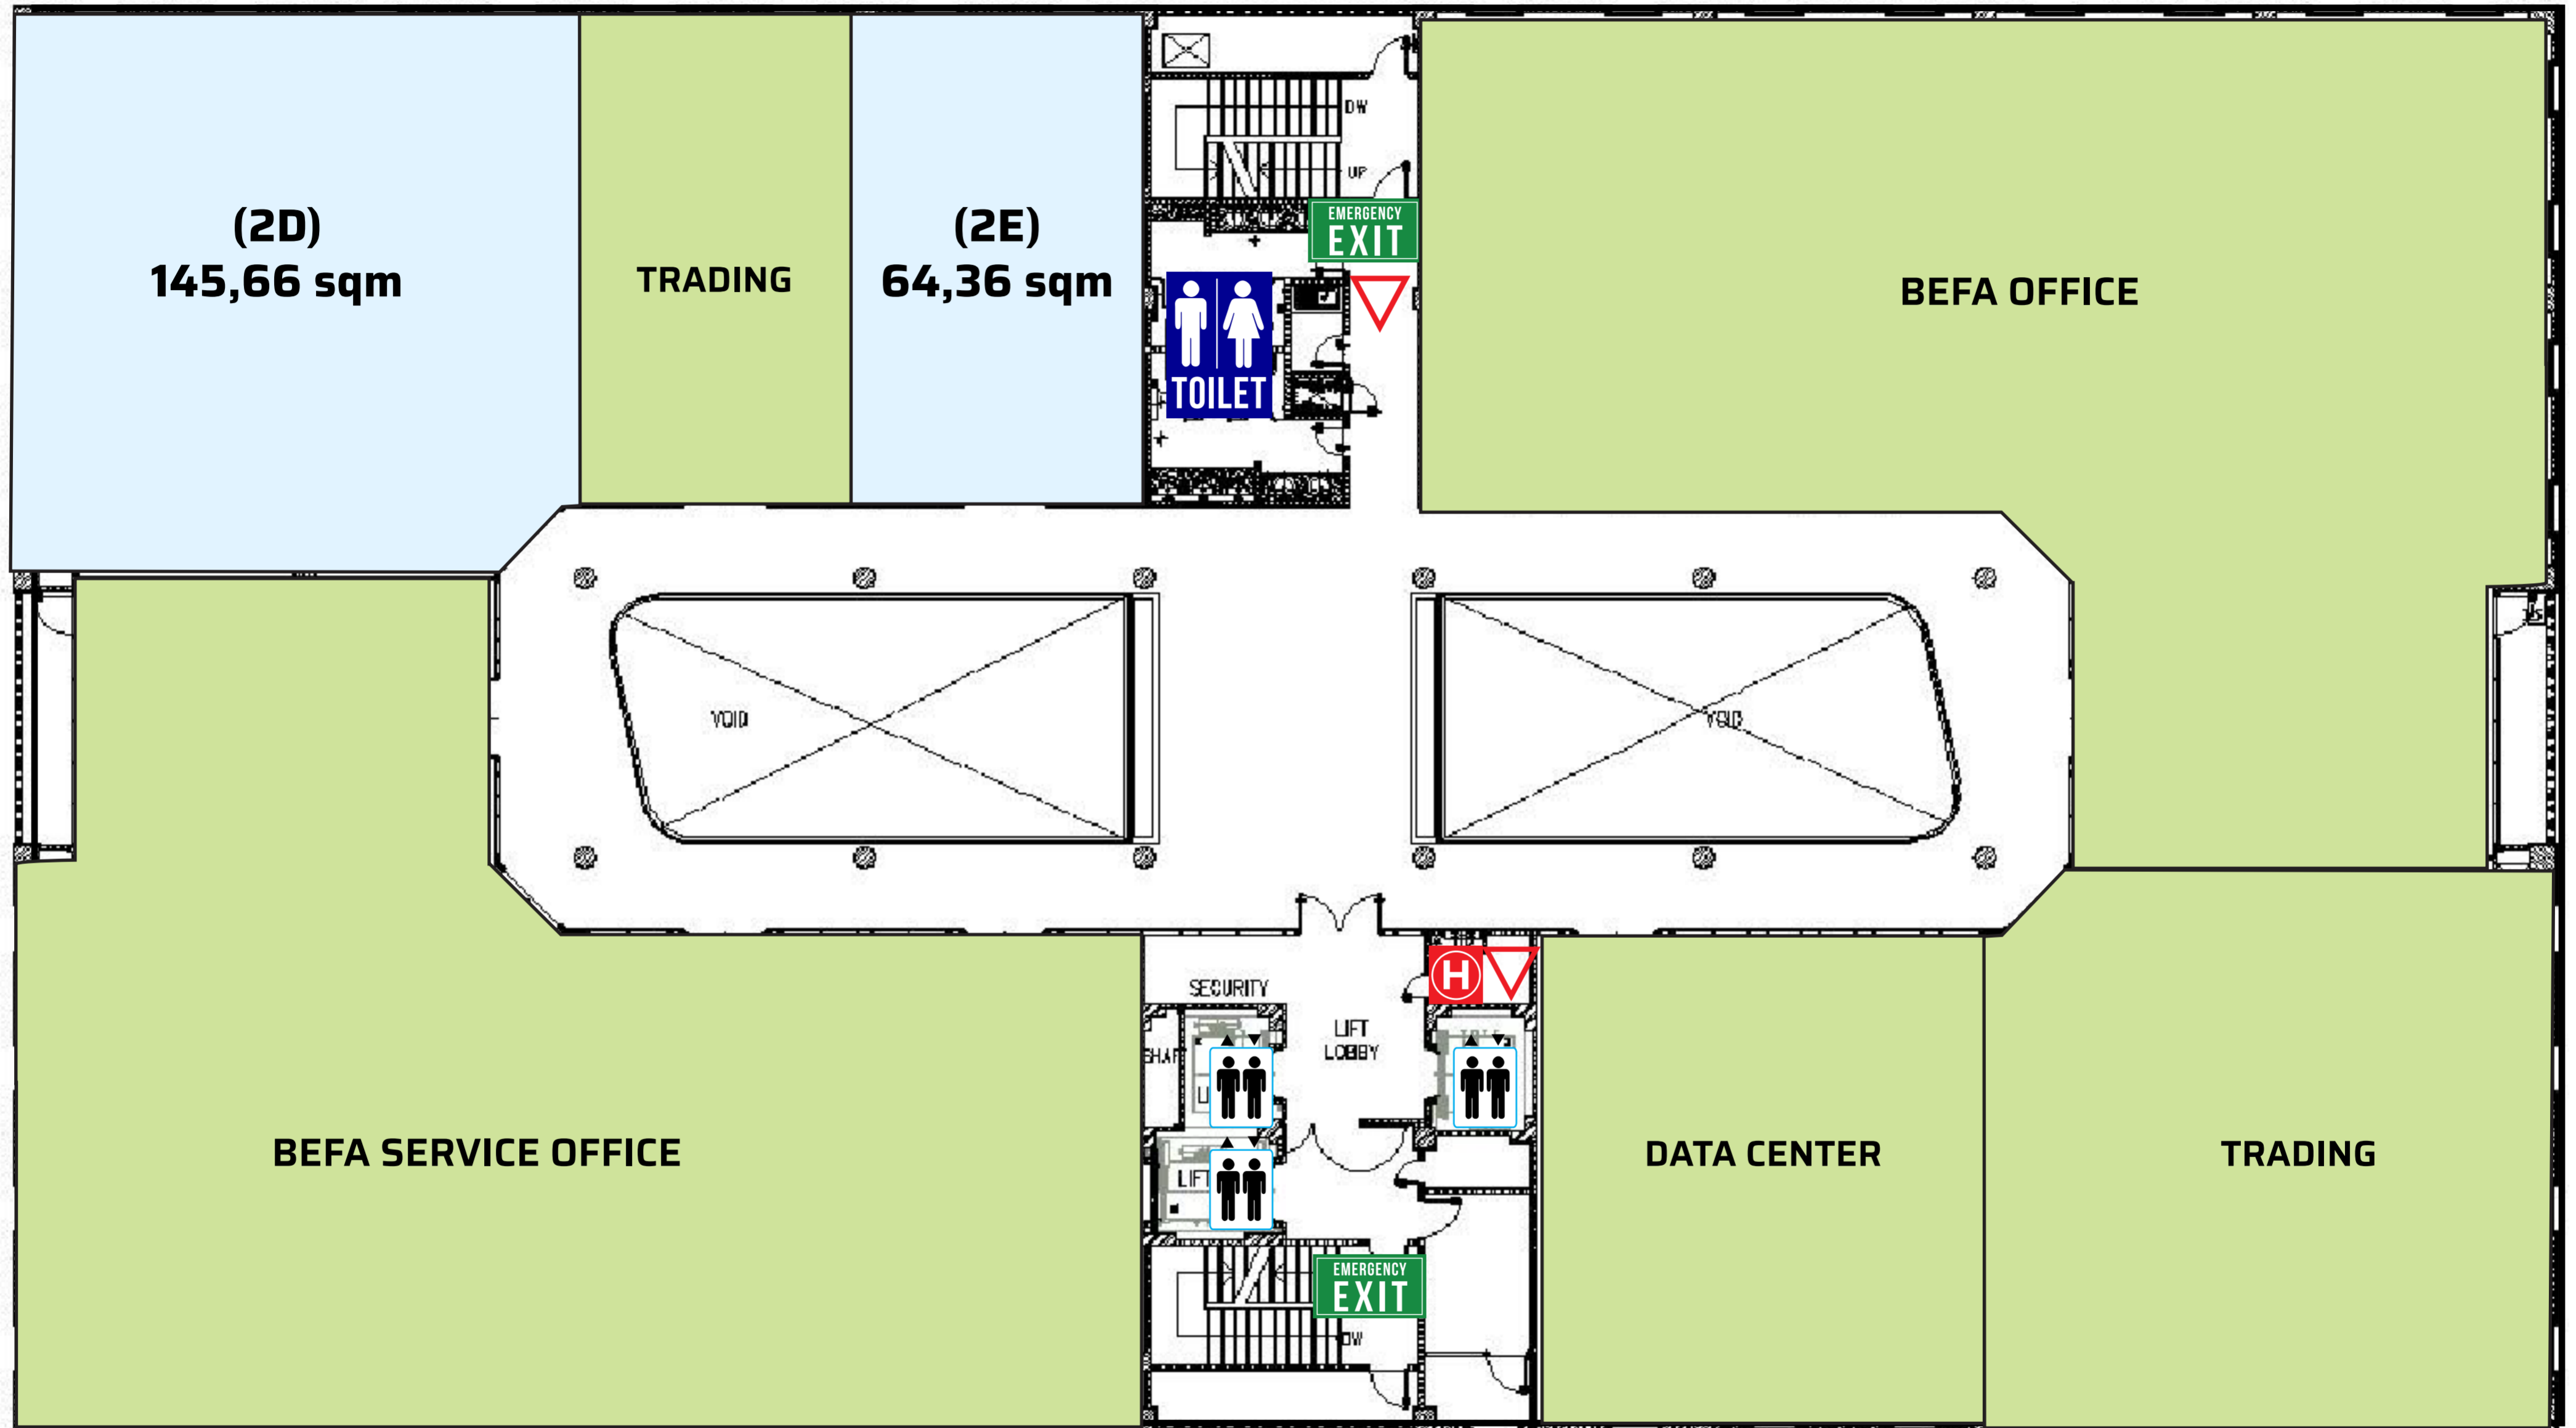 (2D)
145,66 sqm
TRADING
(2E)
64,36 sqm
DW
UP
EMERGENCY
EXIT
TOILET
BEFA OFFICE
VOID
VOID
SECURITY
H
LIFT
LOBBY
LIFT
BEFA SERVICE OFFICE
DATA CENTER
TRADING
EMERGENCY
EXIT
DW